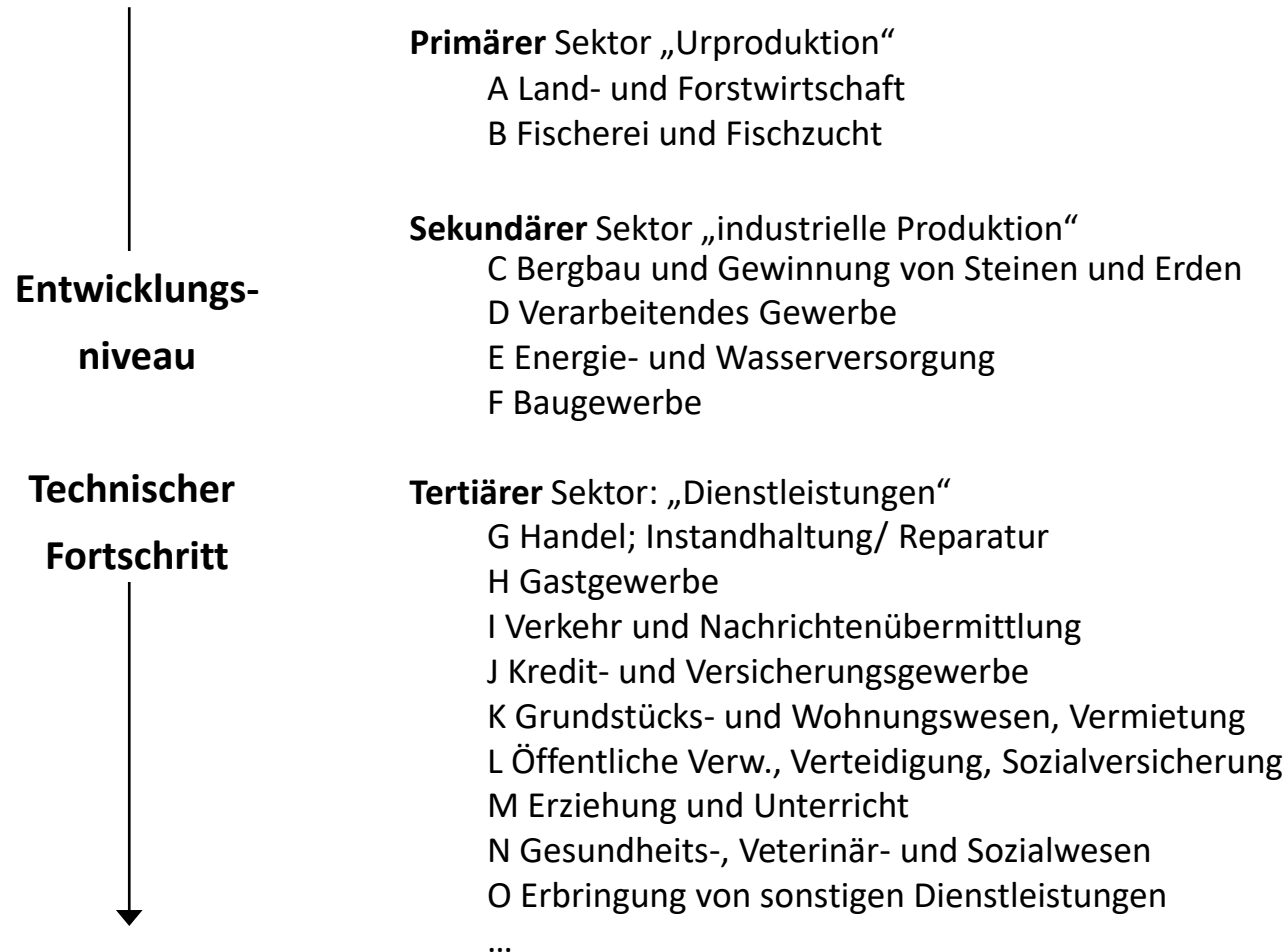 Primärer Sektor „Urproduktion“
A Land- und Forstwirtschaft
B Fischerei und Fischzucht
Sekundärer Sektor „industrielle Produktion“
C Bergbau und Gewinnung von Steinen und Erden
D Verarbeitendes Gewerbe
E Energie- und Wasserversorgung
F Baugewerbe
Entwicklungs-
niveau
Technischer
Fortschritt
Tertiärer Sektor: „Dienstleistungen“
G Handel; Instandhaltung/ Reparatur
H Gastgewerbe
I Verkehr und Nachrichtenübermittlung
J Kredit- und Versicherungsgewerbe
K Grundstücks- und Wohnungswesen, Vermietung
L Öffentliche Verw., Verteidigung, Sozialversicherung
M Erziehung und Unterricht
N Gesundheits-, Veterinär- und Sozialwesen
O Erbringung von sonstigen Dienstleistungen
…